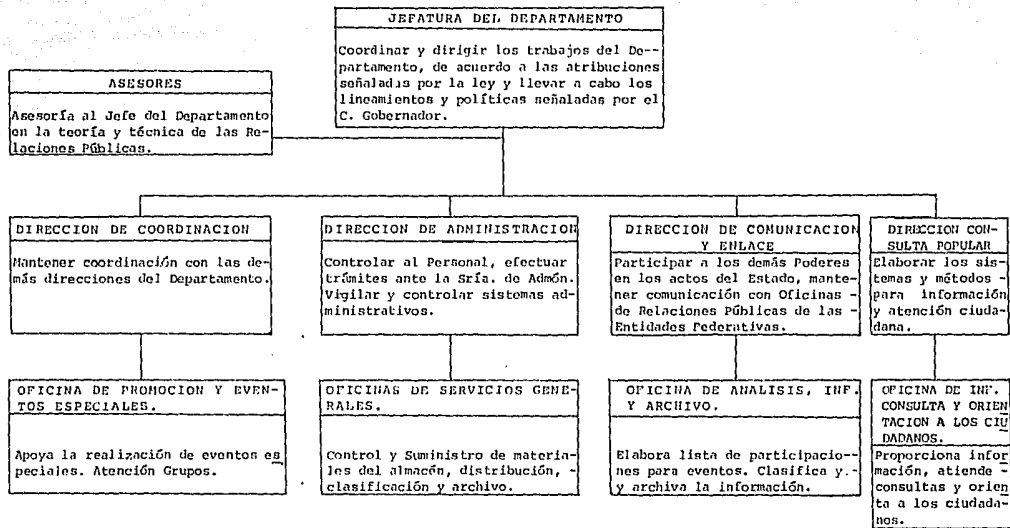 JEFATURA DEL DEPARTAMENTO
Coordinar y dirigir los trabajos del De--
partamento, de acuerdo a las atribuciones
señaladas por la ley y llevar a cabo los
lineamientos y políticas señaladas por el
C. Gobernador.
ASESORES
Asesoría al Jefe del Departamento
en la teoría y técnica de las Re-
laciones Públicas.
DIRECCION DE COORDINACION
Mantener coordinación con las de-
más direcciones del Departamento.
DIRECCION DE ADMINISTRACION
Controlar al Personal, efectuar
trámites ante la Sría. de Admón.
Vigilar y controlar sistemas ad-
ministrativos.
DIRECCION DE COMUNICACION
Y ENLACE
Participar a los demás Poderes
en los actos del Estado, mante-
ner comunicación con Oficinas -
de Relaciones Públicas de las -
Entidades Federativas.
DIRECCION CON-
SULTA POPULAR
Elaborar los sis-
temas y métodos -
para información
y atención ciuda-
dana.
OFICINA DE PROMOCION Y EVEN-
TOS ESPECIALES.
Apoya la realización de eventos es
peciales. Atención Grupos.
OFICINAS DE SERVICIOS GENE-
RALES.
Control y Suministro de materia-
les del almacén, distribución, -
clasificación y archivo.
OFICINA DE ANALISIS, INF.
Y ARCHIVO.
Elabora lista de participacio-
nes para eventos. Clasifica y.-
y archiva la información.
OFICINA DE INF.
CONSULTA Y ORIEN
TACION A LOS CIU
DADANOS.
Proporciona infor
mación, atiende -
consultas y orien
ta a los ciudada-
nos.